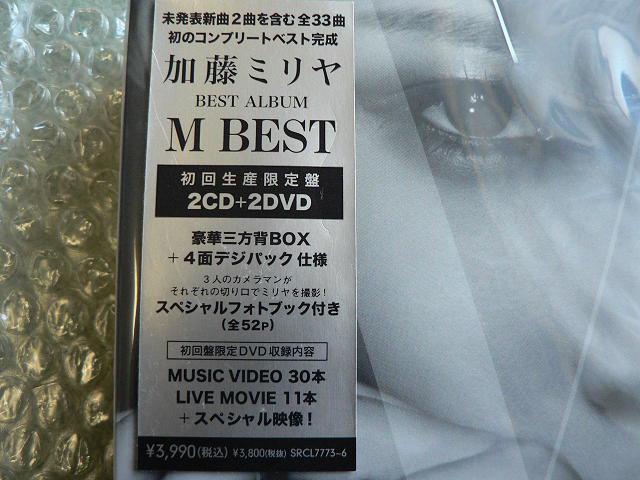 未発表新曲2曲を含む全33曲
初のコンプリートベスト完成
加藤ミリヤ
BEST ALBUM
M BEST
初回生産限定盤
2CD+2DVD
豪華三方背BOX
+4面デジパック仕様
3人のカメラマンが
それぞれの切り口でミリヤを撮影!
スペシャルフォトブック付き
(全52P)
初回盤限定DVD収録内容
MUSIC VIDEO 30本
LIVE MOVIE 11本
+スペシャル映像!
¥3,990(税込) ¥3,800(税抜) SRCL7773~6